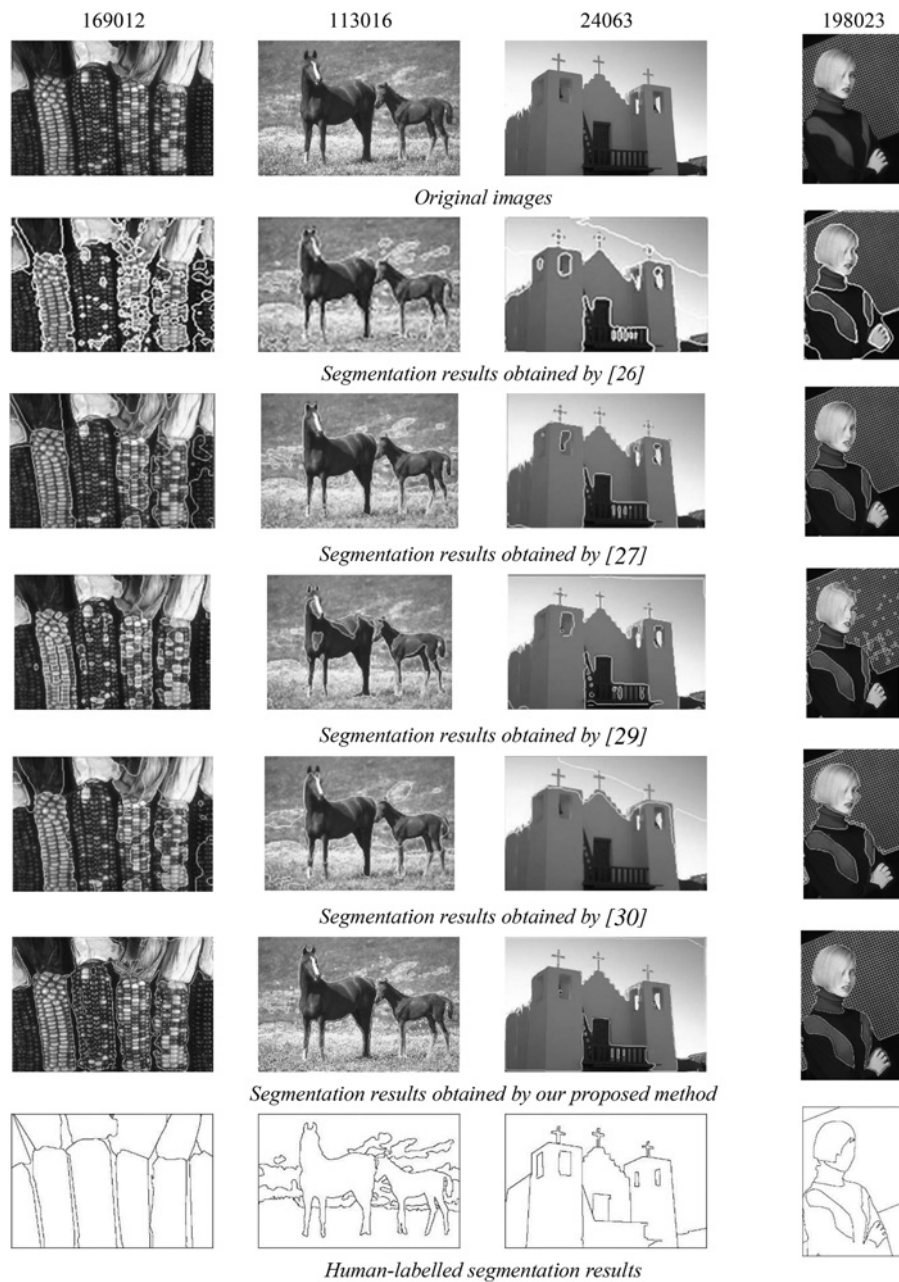 169012 113016 24063 198023
Original images
Segmentation results obtained by [26]
Segmentation results obtained by [27]
Segmentation results obtained by [29]
Segmentation results obtained by [30]
Segmentation results obtained by our proposed method
Human-labelled segmentation results